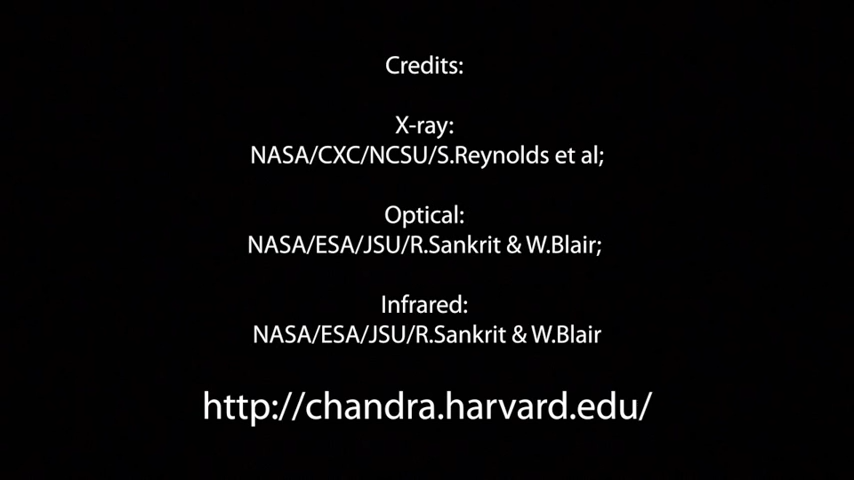 Credits:
X-ray:
NASA/CXC/NCSU/S.Reynolds et al;
Optical:
NASA/ESA/JSU/R.Sankrit & W.Blair;
Infrared:
NASA/ESA/JSU/R.Sankrit & W.Blair
http://chandra.harvard.edu/